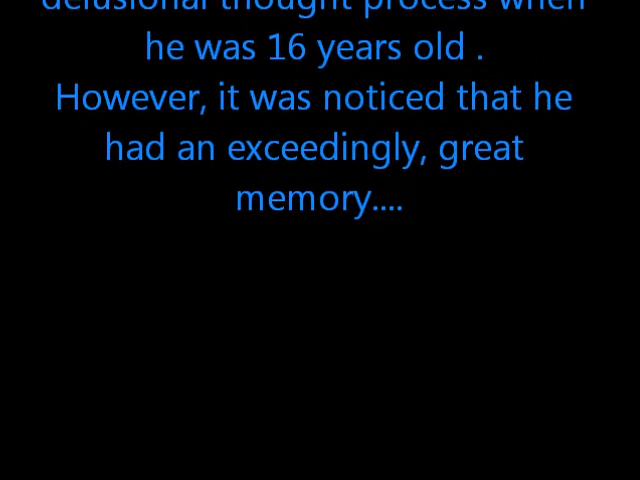 delusional thought process when
he was 16 years old .
However, it was noticed that he
had an exceedingly, great
memory....